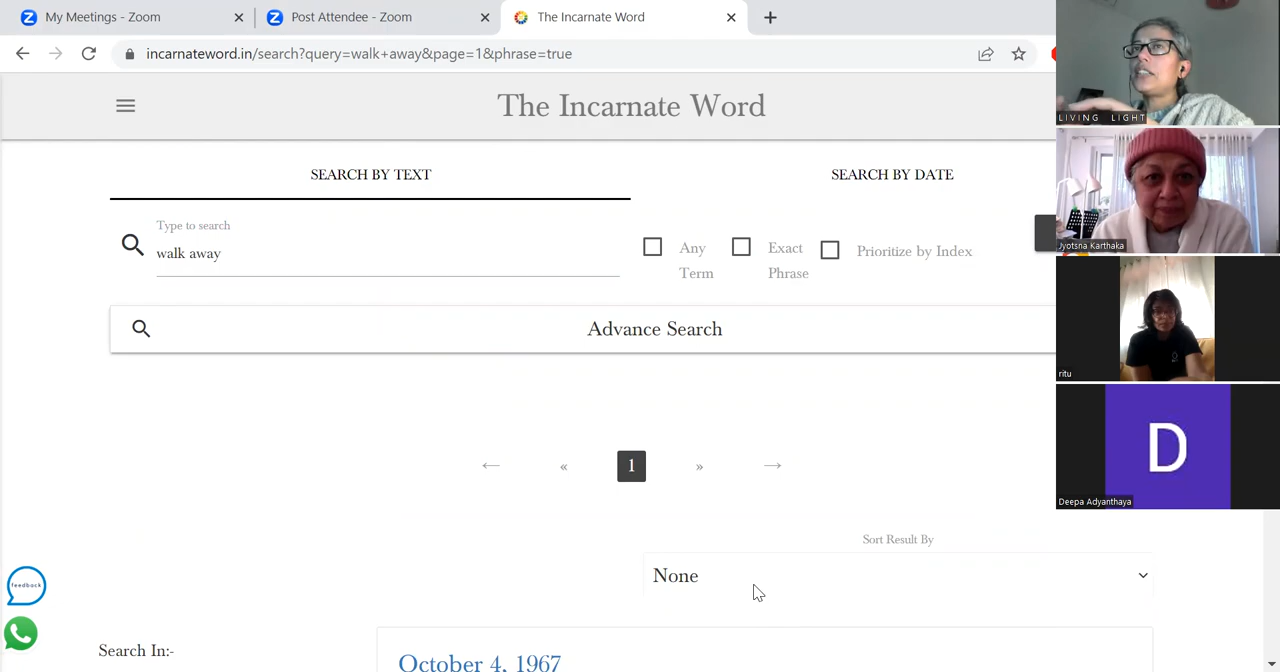 My Meetings - Zoom
Post Attendee - Zoom
The Incarnate Word
incarnateword.in/search?query=walk+away&page=1&phrase=true
The Incarnate Word
SEARCH BY TEXT
SEARCH BY DATE
Type to search
walk away
Any Term
Exact Phrase
Prioritize by Index
Advance Search
← « 1 » →
Sort Result By
None
feedback
Search In:-
October 4, 1967
LIVING LIGHT
Jyotsna Karthaka
ritu
D
Deepa Adyanthaya